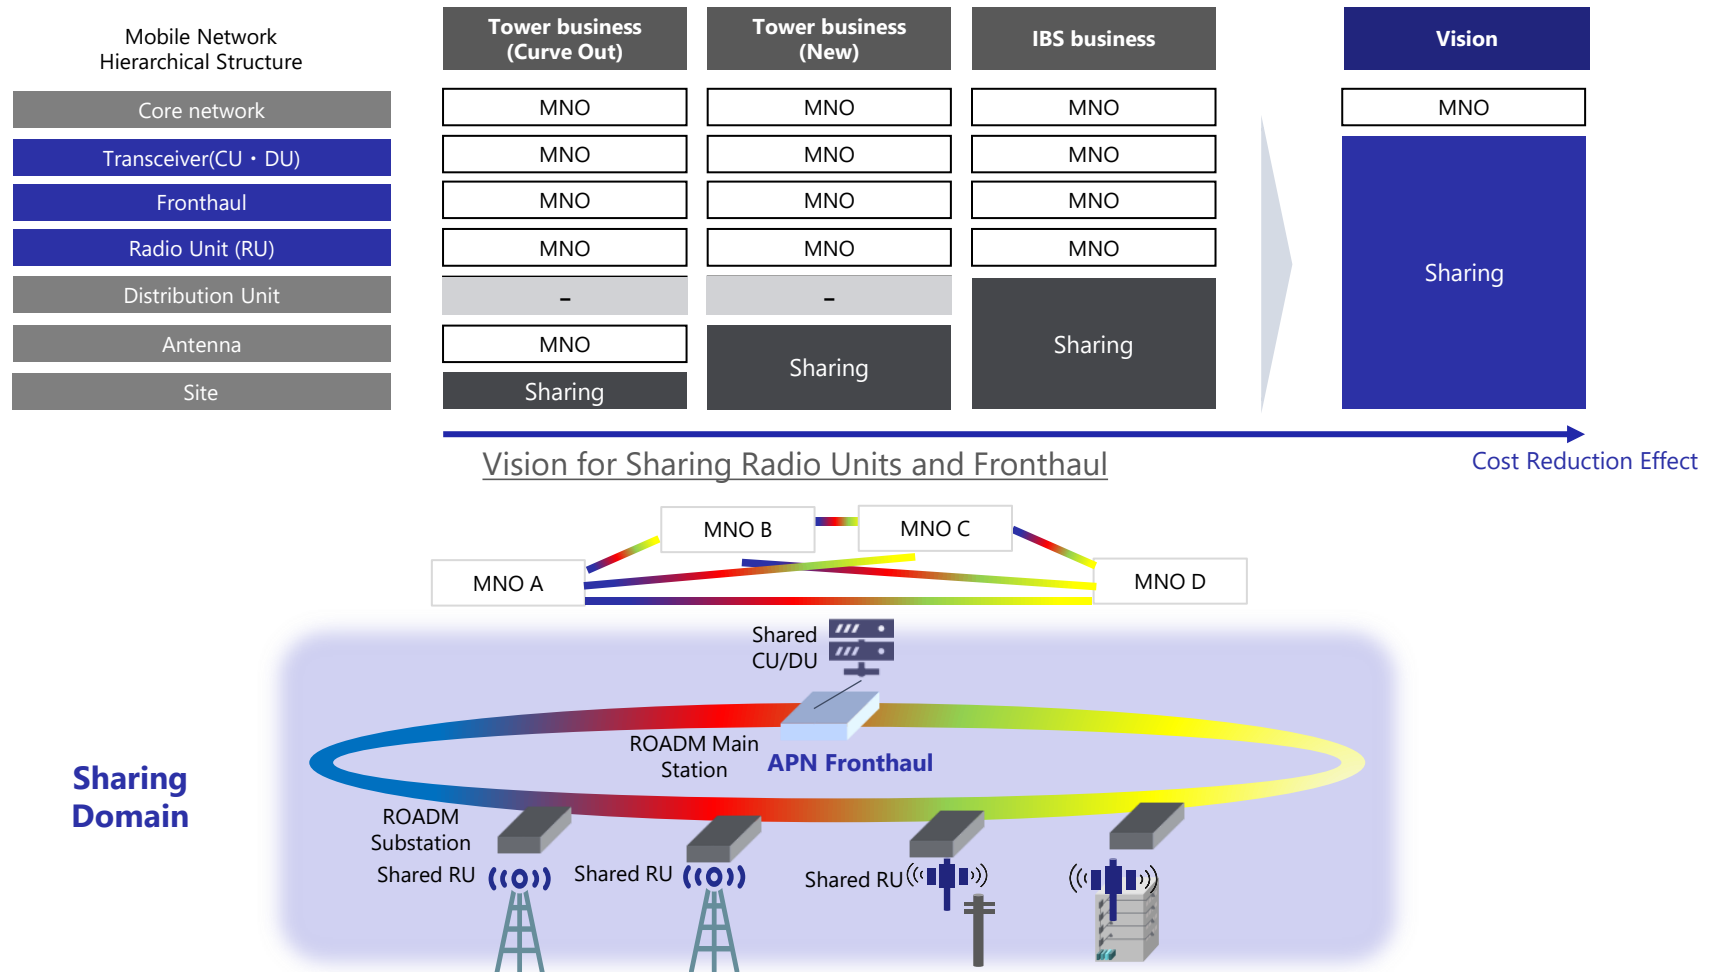 Mobile Network
Hierarchical Structure
Tower business
(Curve Out)
Tower business
(New)
IBS business
Vision
Core network
MNO
MNO
MNO
MNO
Transceiver(CU・DU)
MNO
MNO
MNO
Fronthaul
MNO
MNO
MNO
Radio Unit (RU)
MNO
MNO
MNO
Sharing
Distribution Unit
–
–
Antenna
MNO
Sharing
Sharing
Site
Sharing
Cost Reduction Effect
Vision for Sharing Radio Units and Fronthaul
MNO B
MNO C
MNO A
MNO D
Shared
CU/DU
ROADM Main
Station
APN Fronthaul
Sharing
Domain
ROADM
Substation
Shared RU
Shared RU
Shared RU